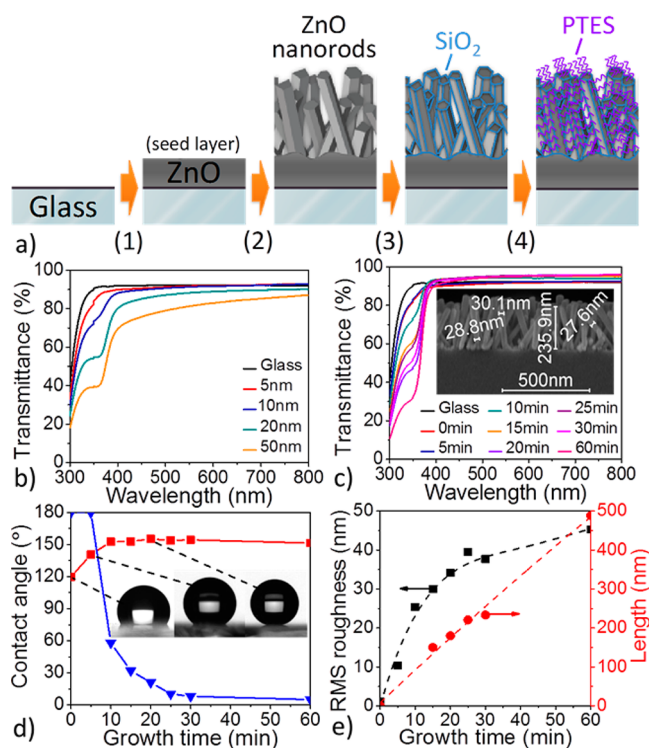 ZnO
nanorods
SiO₂
PTES
(seed layer)
ZnO
Glass
a)
(1)
(2)
(3)
(4)
Transmittance (%)
100
80
60
40
20
0
300 400 500 600 700 800
Wavelength (nm)
b)
Glass
5nm
10nm
20nm
50nm
Transmittance (%)
100
80
60
40
20
0
300 400 500 600 700 800
Wavelength (nm)
c)
30.1nm
28.8nm
235.9nm
27.6nm
500nm
Glass 10min 25min
0min 15min 30min
5min 20min 60min
Contact angle (º)
180
150
120
90
60
30
0
0 10 20 30 40 50 60
Growth time (min)
d)
RMS roughness (nm)
50
40
30
20
10
0
0 10 20 30 40 50 60
Growth time (min)
500
400
300
200
100
0
Length (nm)
e)